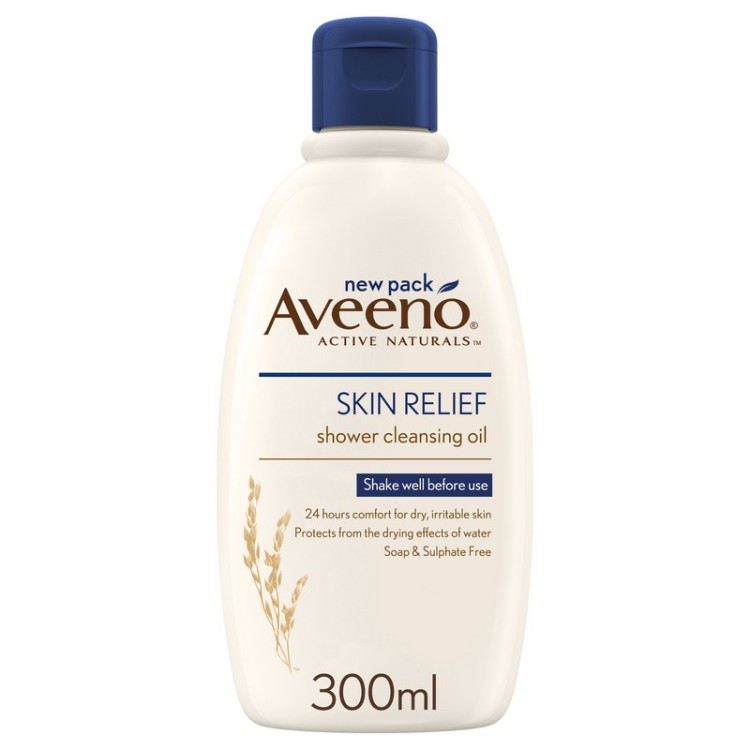 new pack
Aveeno®
ACTIVE NATURALS™
SKIN RELIEF
shower cleansing oil
Shake well before use
24 hours comfort for dry, irritable skin
Protects from the drying effects of water
Soap & Sulphate Free
™
300ml